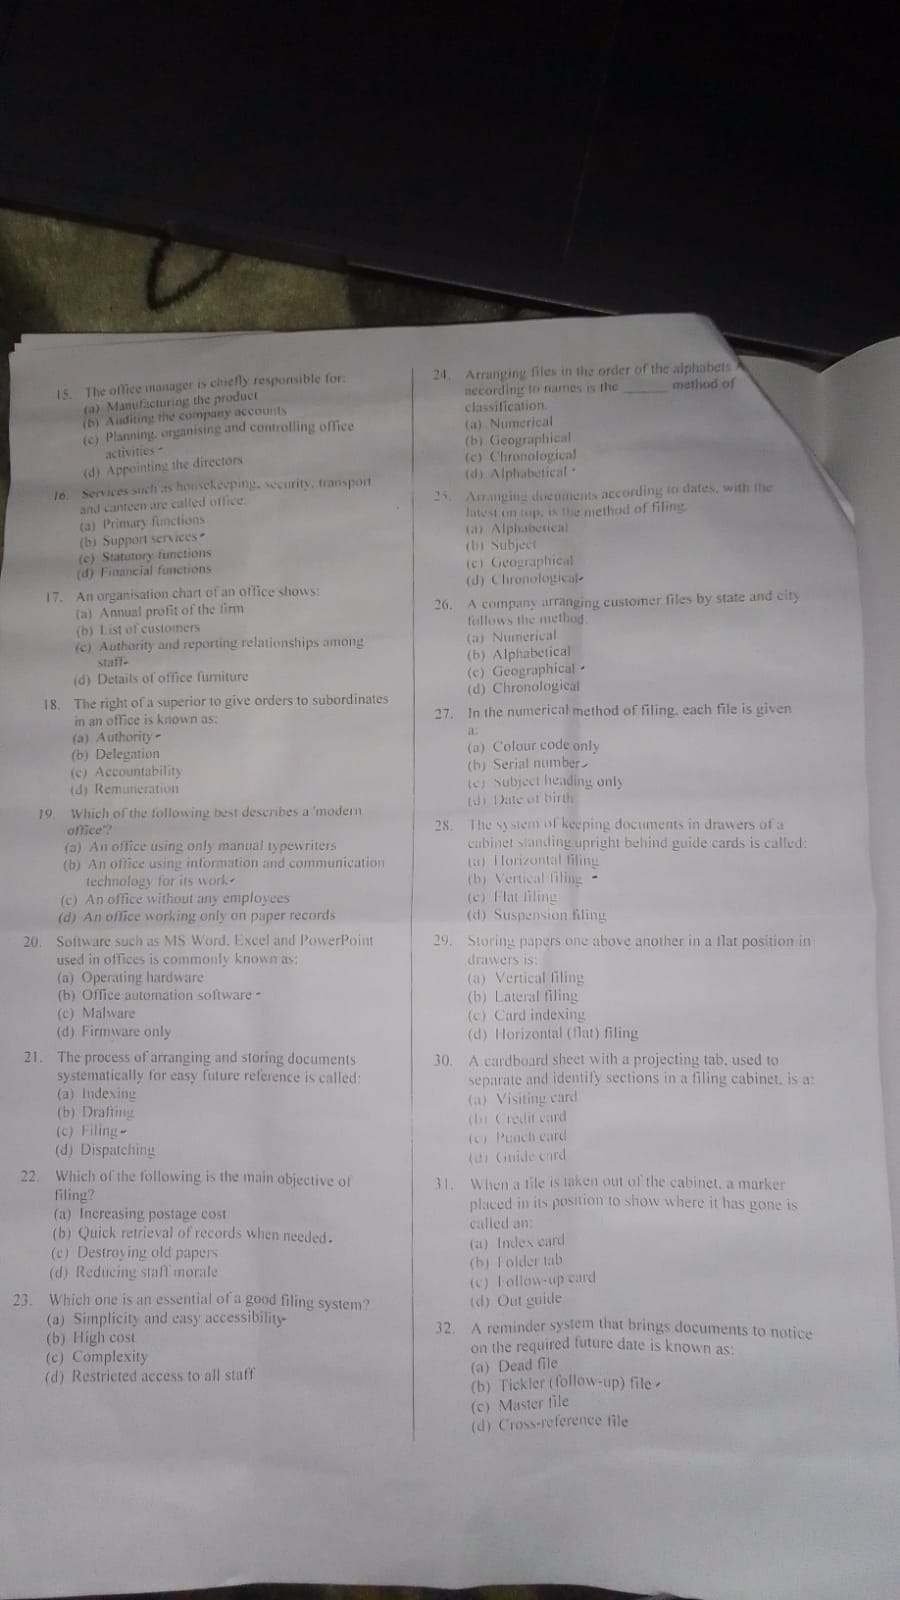 15. The office manager is chiefly responsible for:
(a) Manufacturing the product
(b) Auditing the company accounts
(c) Planning, organising and controlling office
activities
(d) Appointing the directors
16. Services such as housekeeping, security, transport
and canteen are called office:
(a) Primary functions
(b) Support services
(c) Statutory functions
(d) Financial functions
17. An organisation chart of an office shows:
(a) Annual profit of the firm
(b) List of customers
(c) Authority and reporting relationships among
staff
(d) Details of office furniture
18. The right of a superior to give orders to subordinates
in an office is known as:
(a) Authority
(b) Delegation
(c) Accountability
(d) Remuneration
19. Which of the following best describes a 'modern
office'?
(a) An office using only manual typewriters
(b) An office using information and communication
technology for its work
(c) An office without any employees
(d) An office working only on paper records
20. Software such as MS Word, Excel and PowerPoint
used in offices is commonly known as:
(a) Operating hardware
(b) Office automation software
(c) Malware
(d) Firmware only
21. The process of arranging and storing documents
systematically for easy future reference is called:
(a) Indexing
(b) Drafting
(c) Filing
(d) Dispatching
22. Which of the following is the main objective of
filing?
(a) Increasing postage cost
(b) Quick retrieval of records when needed
(c) Destroying old papers
(d) Reducing staff morale
23. Which one is an essential of a good filing system?
(a) Simplicity and easy accessibility
(b) High cost
(c) Complexity
(d) Restricted access to all staff
24. Arranging files in the order of the alphabets
according to names is the ______ method of
classification.
(a) Numerical
(b) Geographical
(c) Chronological
(d) Alphabetical
25. Arranging documents according to dates, with the
latest on top, is the method of filing.
(a) Alphabetical
(b) Subject
(c) Geographical
(d) Chronological
26. A company arranging customer files by state and city
follows the method.
(a) Numerical
(b) Alphabetical
(c) Geographical
(d) Chronological
27. In the numerical method of filing, each file is given
a:
(a) Colour code only
(b) Serial number
(c) Subject heading only
(d) Date of birth
28. The system of keeping documents in drawers of a
cabinet standing upright behind guide cards is called:
(a) Horizontal filing
(b) Vertical filing
(c) Flat filing
(d) Suspension filing
29. Storing papers one above another in a flat position in
drawers is:
(a) Vertical filing
(b) Lateral filing
(c) Card indexing
(d) Horizontal (flat) filing
30. A cardboard sheet with a projecting tab, used to
separate and identify sections in a filing cabinet, is a:
(a) Visiting card
(b) Credit card
(c) Punch card
(d) Guide card
31. When a file is taken out of the cabinet, a marker
placed in its position to show where it has gone is
called an:
(a) Index card
(b) Folder tab
(c) Follow-up card
(d) Out guide
32. A reminder system that brings documents to notice
on the required future date is known as:
(a) Dead file
(b) Tickler (follow-up) file
(c) Master file
(d) Cross-reference file